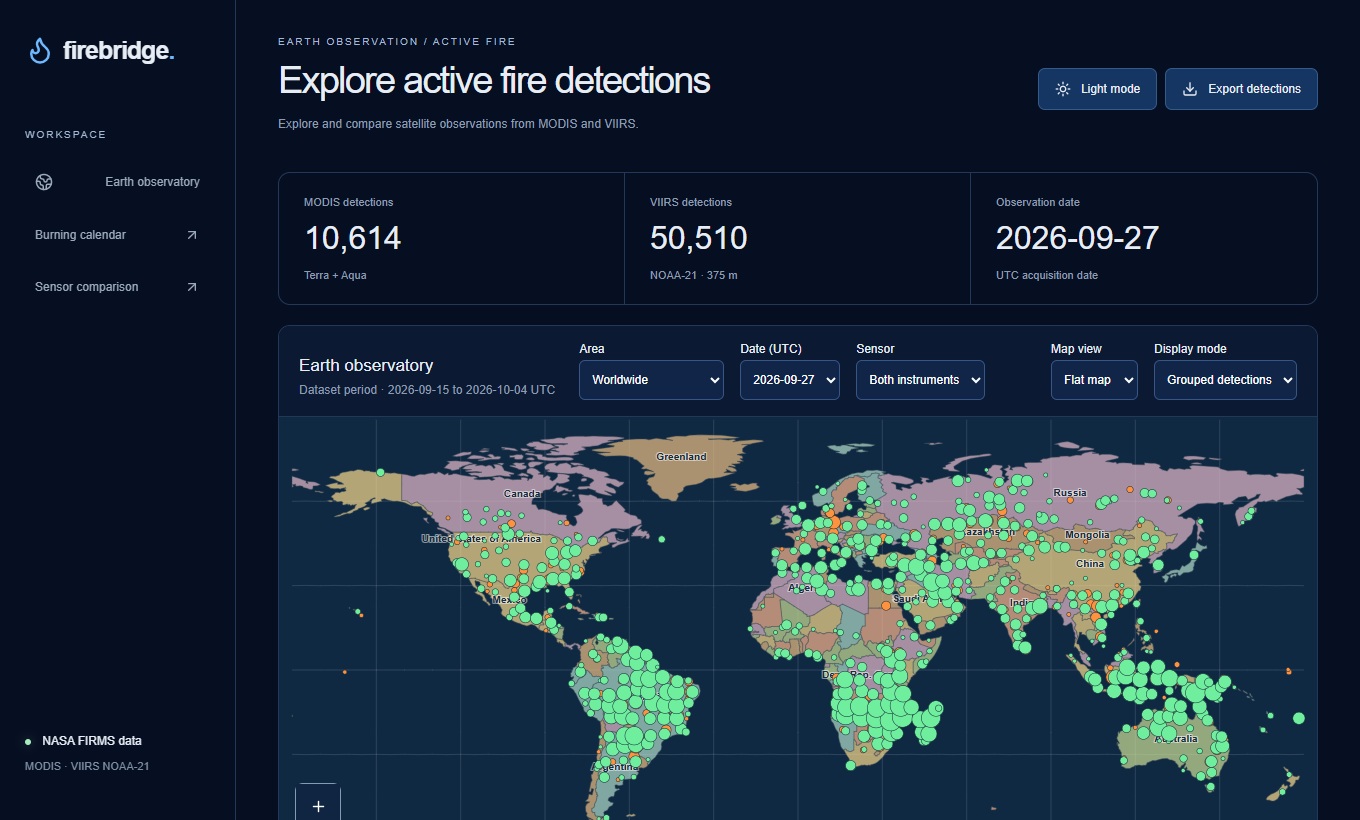 firebridge.
WORKSPACE
Earth observatory
Burning calendar
Sensor comparison
NASA FIRMS data
MODIS · VIIRS NOAA-21
EARTH OBSERVATION / ACTIVE FIRE
Explore active fire detections
Explore and compare satellite observations from MODIS and VIIRS.
Light mode
Export detections
MODIS detections
10,614
Terra + Aqua
VIIRS detections
50,510
NOAA-21 · 375 m
Observation date
2026-09-27
UTC acquisition date
Earth observatory
Dataset period · 2026-09-15 to 2026-10-04 UTC
Area
Worldwide
Date (UTC)
2026-09-27
Sensor
Both instruments
Map view
Flat map
Display mode
Grouped detections
Greenland
Canada
Russia
United States of America
Mongolia
China
Mexico
Argentina
Australia
+